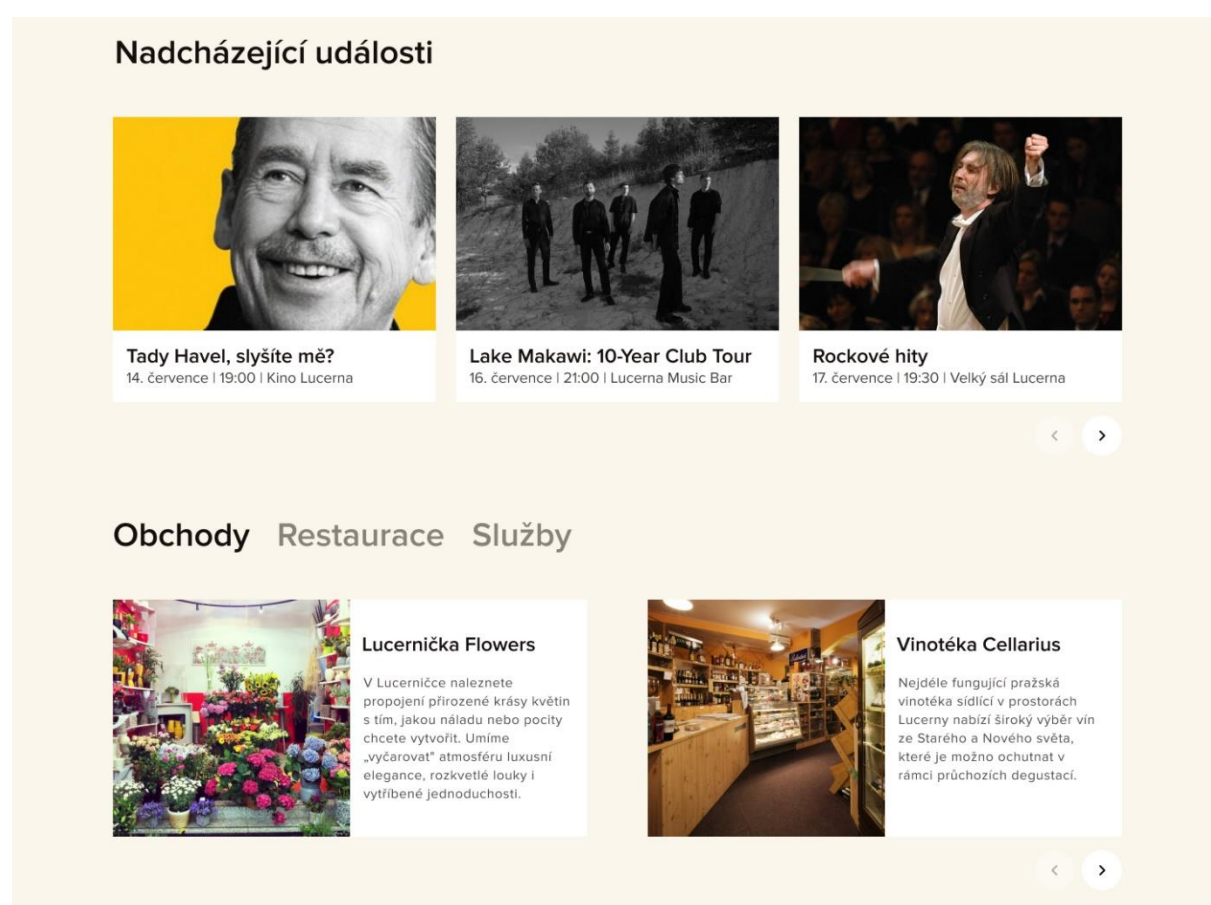 Nadcházející události
Tady Havel, slyšíte mě?
14. července | 19:00 | Kino Lucerna
Lake Makawi: 10-Year Club Tour
16. července | 21:00 | Lucerna Music Bar
Rockové hity
17. července | 19:30 | Velký sál Lucerna
Obchody Restaurace Služby
Lucernička Flowers
V Lucerničce naleznete
propojení přirozené krásy květin
s tím, jakou náladu nebo pocity
chcete vytvořit. Umíme
„vyčarovat" atmosféru luxusní
elegance, rozkvetlé louky i
vytříbené jednoduchosti.
Vinotéka Cellarius
Nejdéle fungující pražská
vinotéka sídlící v prostorách
Lucerny nabízí široký výběr vín
ze Starého a Nového světa,
které je možno ochutnat v
rámci průchozích degustací.